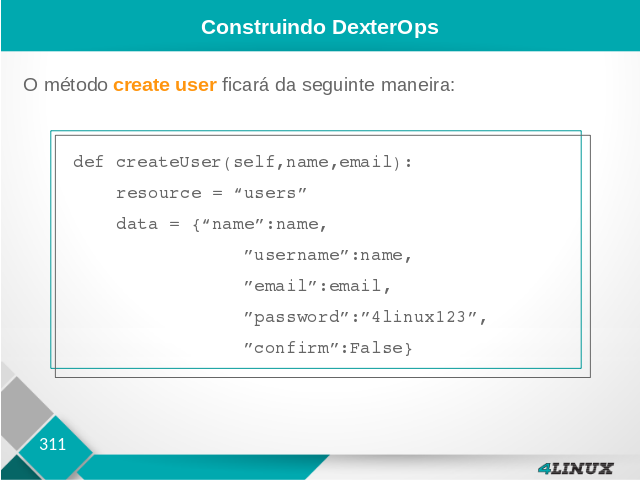 Construindo DexterOps
O método create user ficará da seguinte maneira:
def createUser(self,name,email):
resource = “users”
data = {“name”:name,
”username”:name,
”email”:email,
”password”:”4linux123”,
”confirm”:False}
311
4LINUX